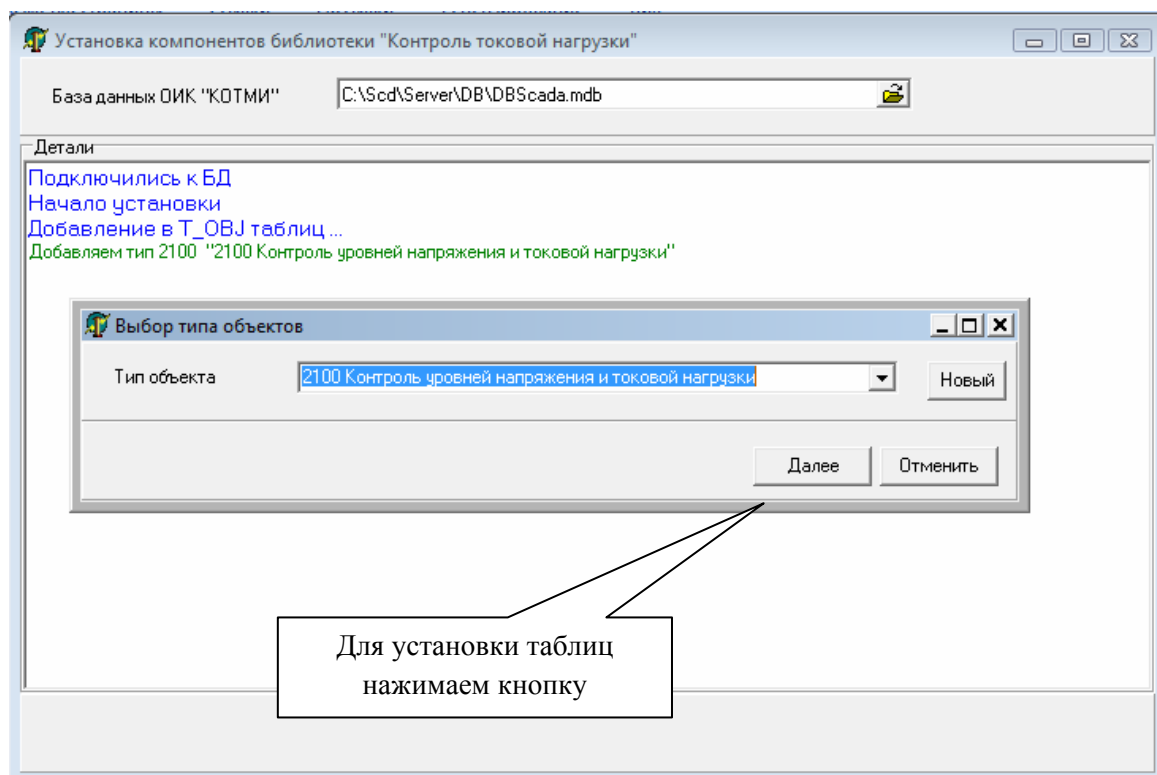 Установка компонентов библиотеки "Контроль токовой нагрузки"
База данных ОИК "КОТМИ"
C:\Scd\Server\DB\DBScada.mdb
Детали
Подключились к БД
Начало установки
Добавление в T_OBJ таблиц ...
Добавляем тип 2100 "2100 Контроль уровней напряжения и токовой нагрузки"
Выбор типа объектов
Тип объекта
2100 Контроль уровней напряжения и токовой нагрузки
Новый
Далее
Отменить
Для установки таблиц
нажимаем кнопку